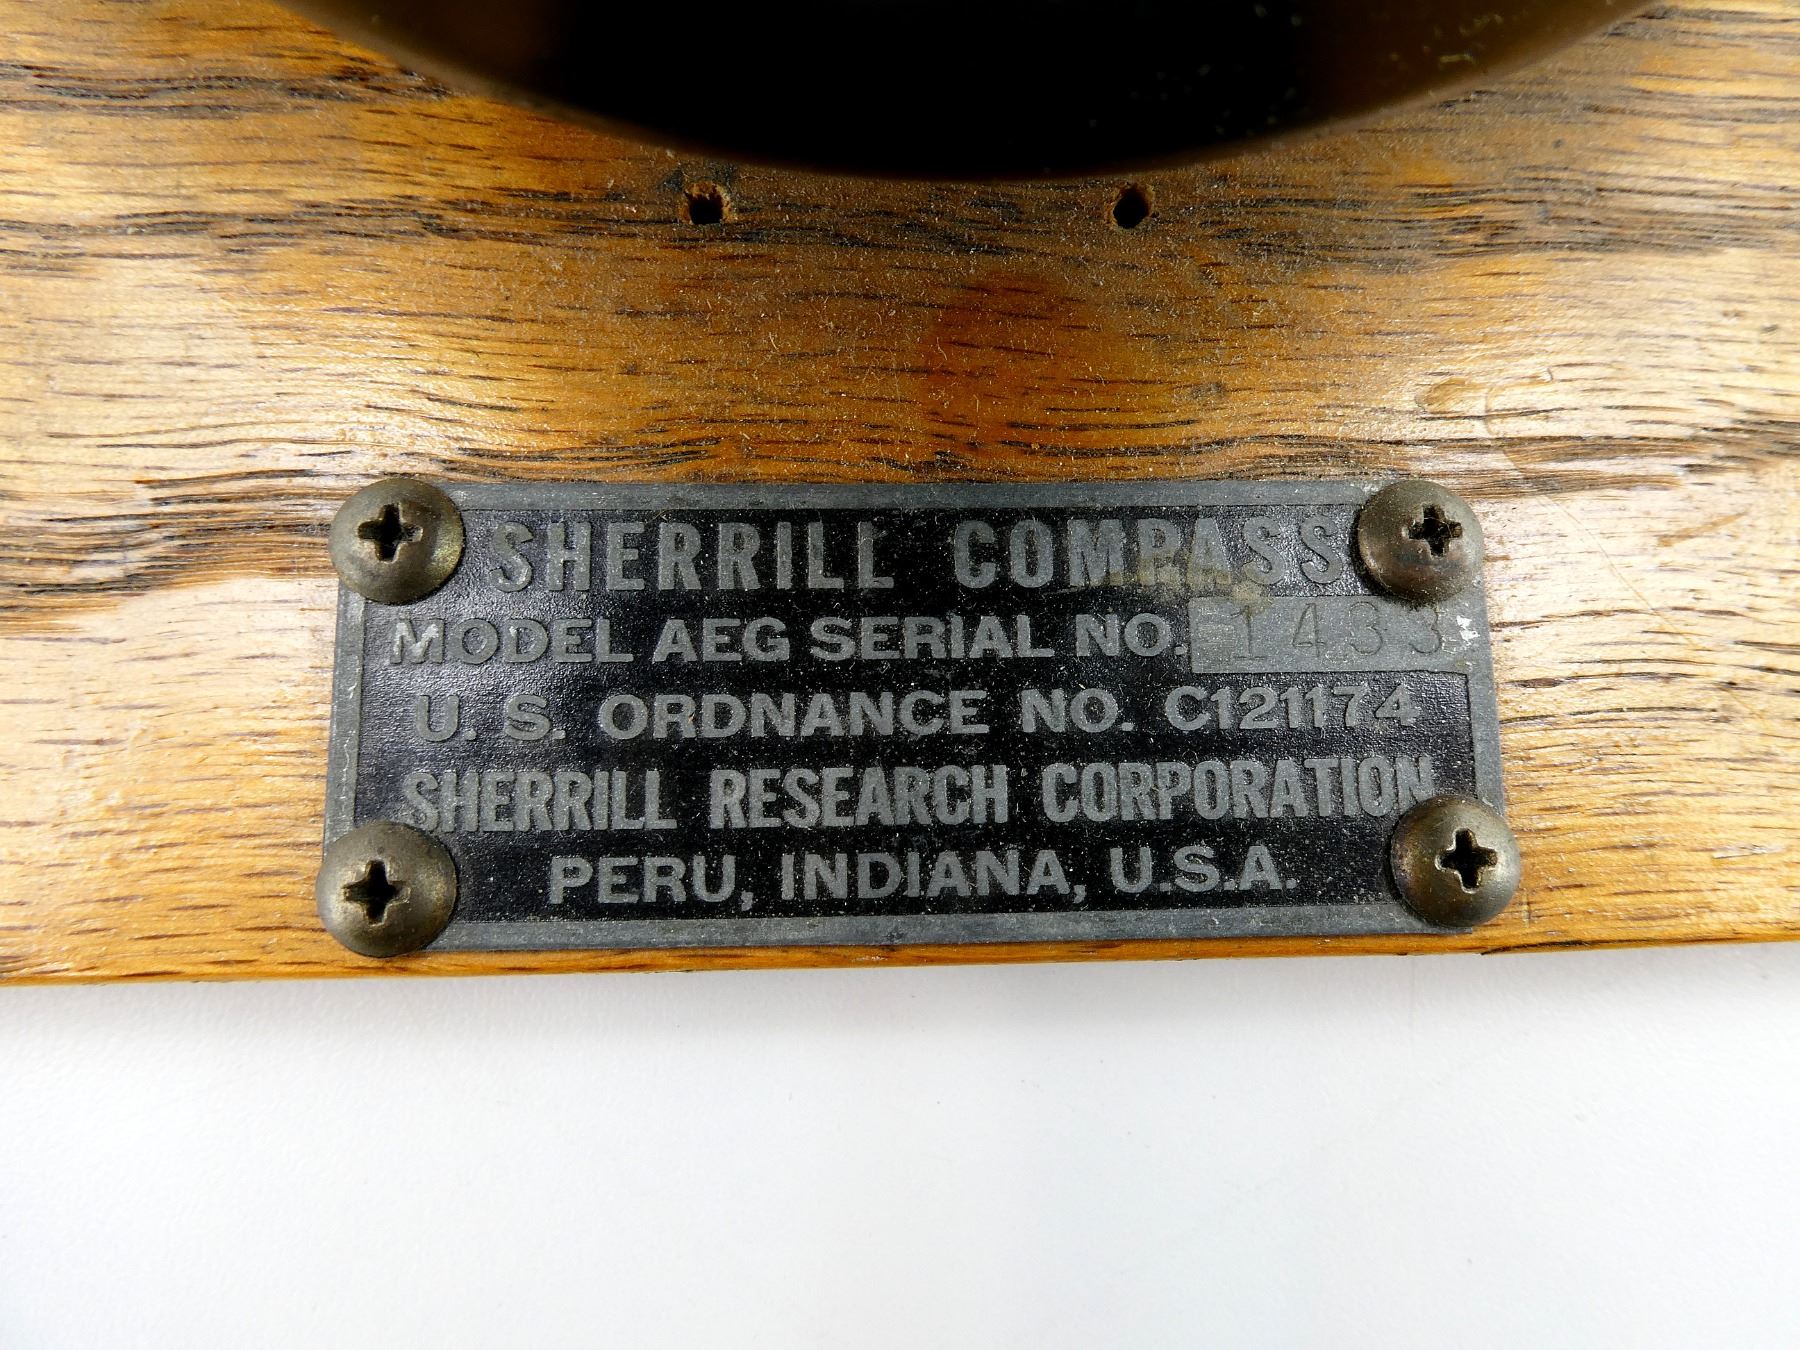 SHERRILL COMPASS
MODEL AEG SERIAL NO. 1433
U. S. ORDNANCE NO. C121174
SHERRILL RESEARCH CORPORATION
PERU, INDIANA, U.S.A.